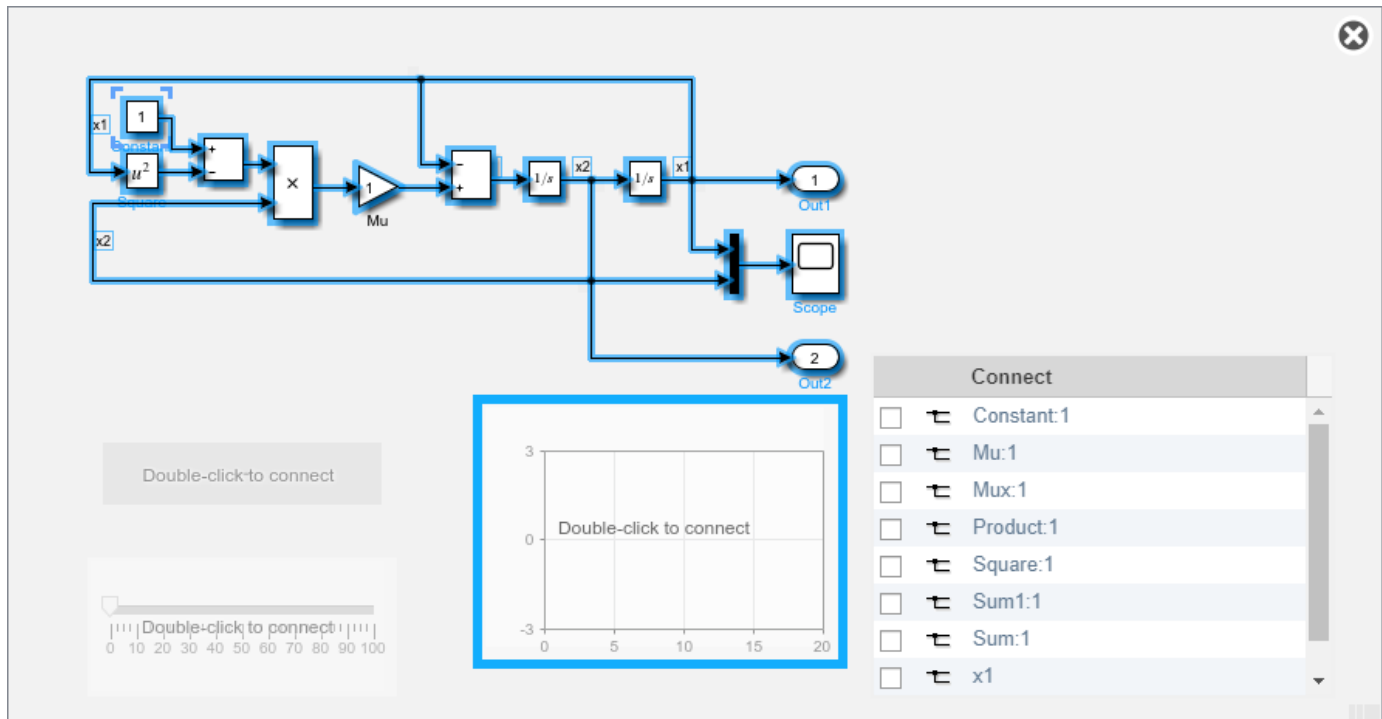 x1
1
Constant
+
−
u²
Square
×
1
Mu
−
+
1/s
x2
1/s
x1
1
Out1
x2
Scope
2
Out2
Connect
Constant:1
Mu:1
Mux:1
Product:1
Square:1
Sum1:1
Sum:1
x1
Double-click to connect
3
Double-click to connect
0
-3
0 5 10 15 20
Double-click to connect
0 10 20 30 40 50 60 70 80 90 100